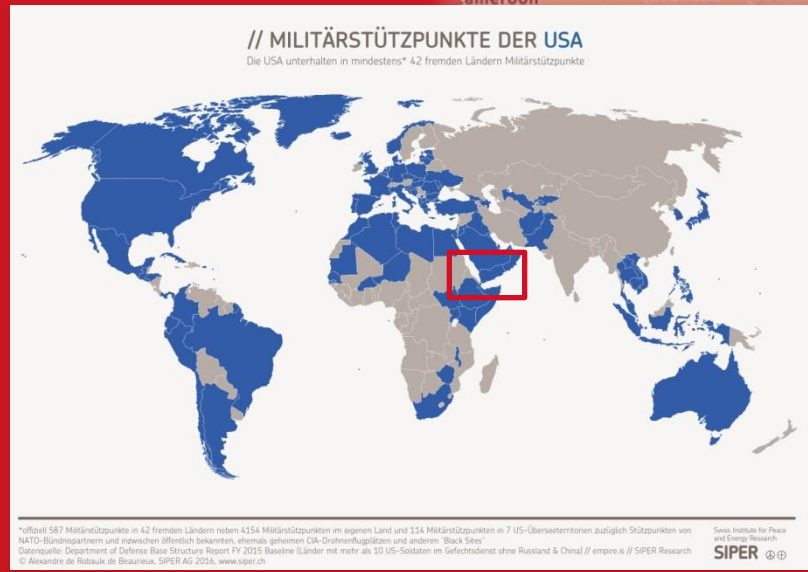 ameroon
// MILITÄRSTÜTZPUNKTE DER USA
Die USA unterhalten in mindestens* 42 fremden Ländern Militärstützpunkte
*offiziell 587 Militärstützpunkte in 42 fremden Ländern neben 4154 Militärstützpunkten im eigenen Land und 114 Militärstützpunkten in 7 US-Überseeterritorien zuzüglich Stützpunkten von
NATO-Bündnispartnern und inzwischen öffentlich bekannten, ehemals geheimen CIA-Drohnenflugplätzen und anderen "Black Sites"
Datenquelle: Department of Defense Base Structure Report FY 2015 Baseline (Länder mit mehr als 10 US-Soldaten im Gefechtsdienst ohne Russland & China) // empire.is // SIPER Research
© Alexandre de Robaulx de Beaurieux, SIPER AG 2016, www.siper.ch
Swiss Institute for Peace
and Energy Research
SIPER